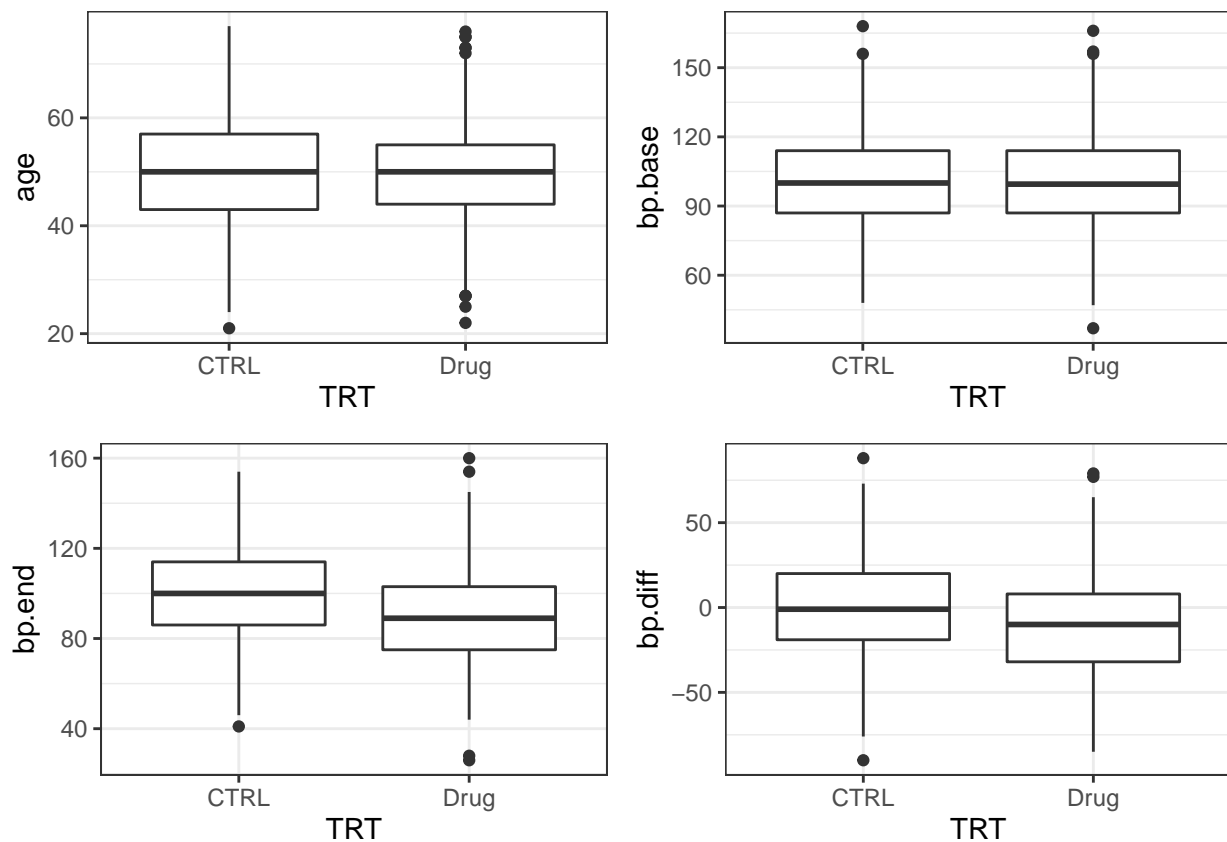 age
60
40
20
CTRL Drug
TRT
bp.base
150
120
90
60
CTRL Drug
TRT
bp.end
160
120
80
40
CTRL Drug
TRT
bp.diff
50
0
−50
CTRL Drug
TRT